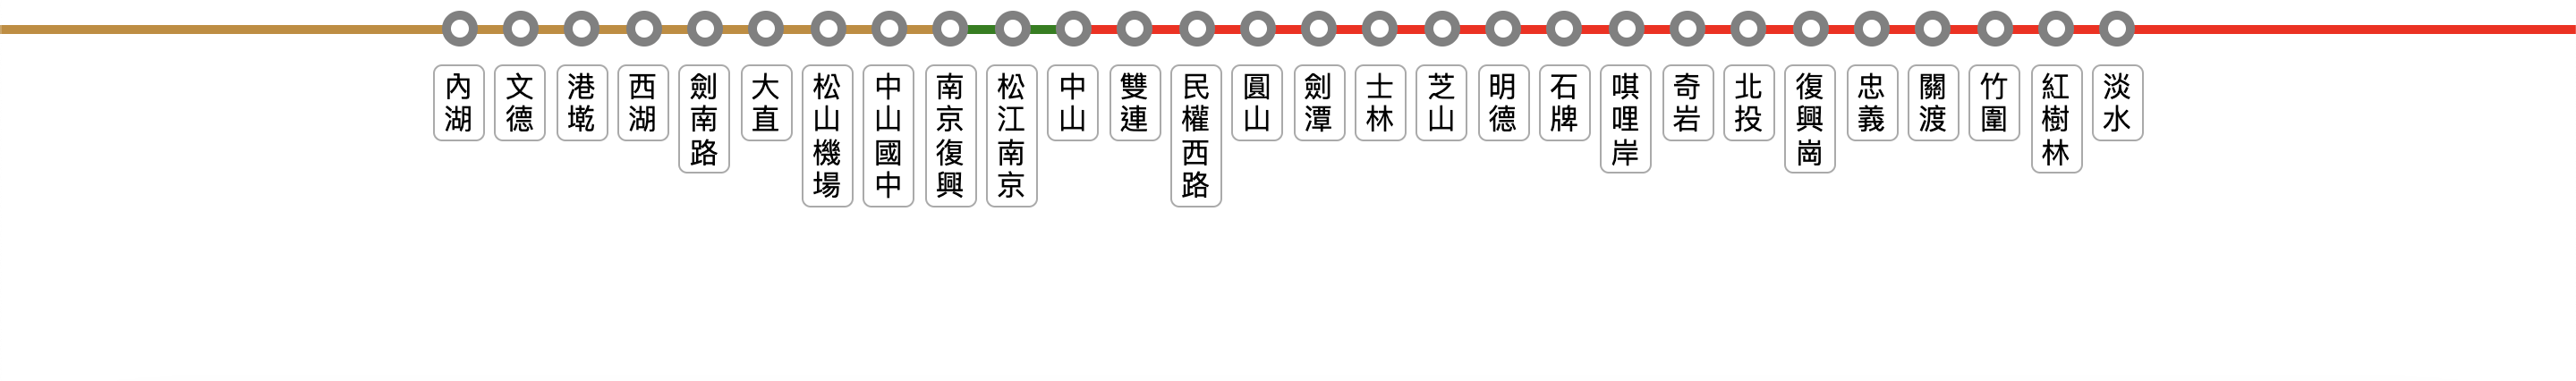 內湖
文德
港墘
西湖
劍南路
大直
松山機場
中山國中
南京復興
松江南京
中山
雙連
民權西路
圓山
劍潭
士林
芝山
明德
石牌
唭哩岸
奇岩
北投
復興崗
忠義
關渡
竹圍
紅樹林
淡水